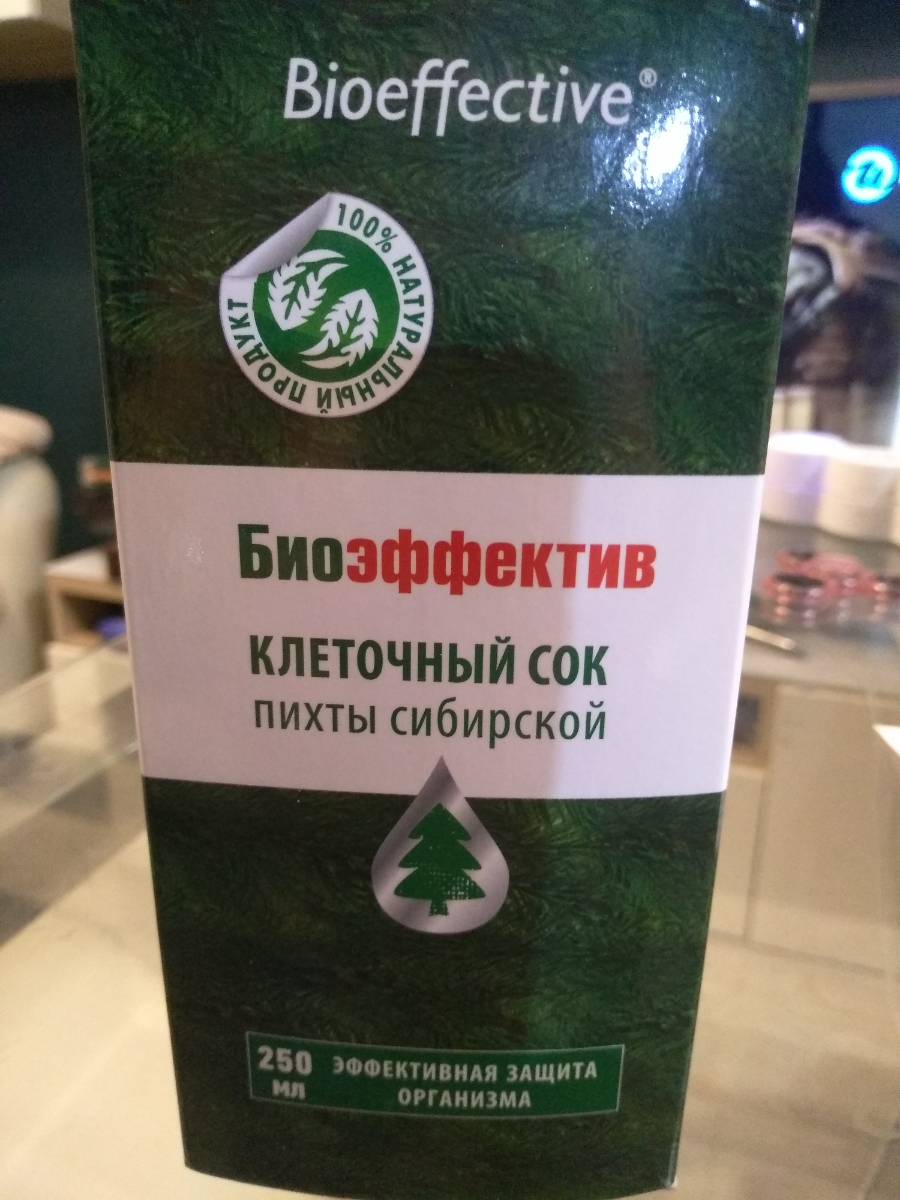 Bioeffective®
100% НАТУРАЛЬНЫЙ ПРОДУКТ
Биоэффектив
КЛЕТОЧНЫЙ СОК
пихты сибирской
250 мл
ЭФФЕКТИВНАЯ ЗАЩИТА
ОРГАНИЗМА